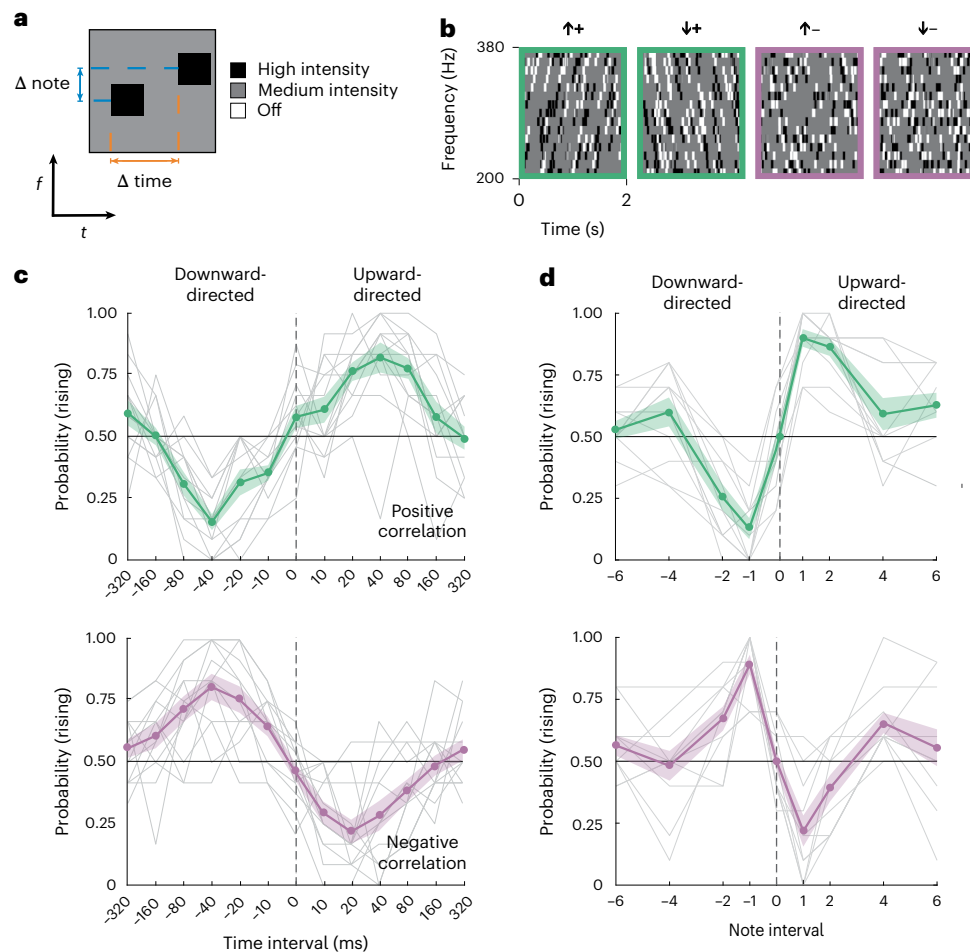 a
Δ note
High intensity
Medium intensity
Off
Δ time
f
t
b
↑+ ↓+ ↑– ↓–
380
Frequency (Hz)
200
0 2
Time (s)
c
Downward-
directed
Upward-
directed
1.00
0.75
0.50
0.25
0
Probability (rising)
Positive
correlation
–320 –160 –80 –40 –20 –10 0 10 20 40 80 160 320
d
Downward-
directed
Upward-
directed
1.00
0.75
0.50
0.25
0
Probability (rising)
–6 –4 –2 –1 0 1 2 4 6
1.00
0.75
0.50
0.25
0
Probability (rising)
Negative
correlation
–320 –160 –80 –40 –20 –10 0 10 20 40 80 160 320
Time interval (ms)
1.00
0.75
0.50
0.25
0
Probability (rising)
–6 –4 –2 –1 0 1 2 4 6
Note interval